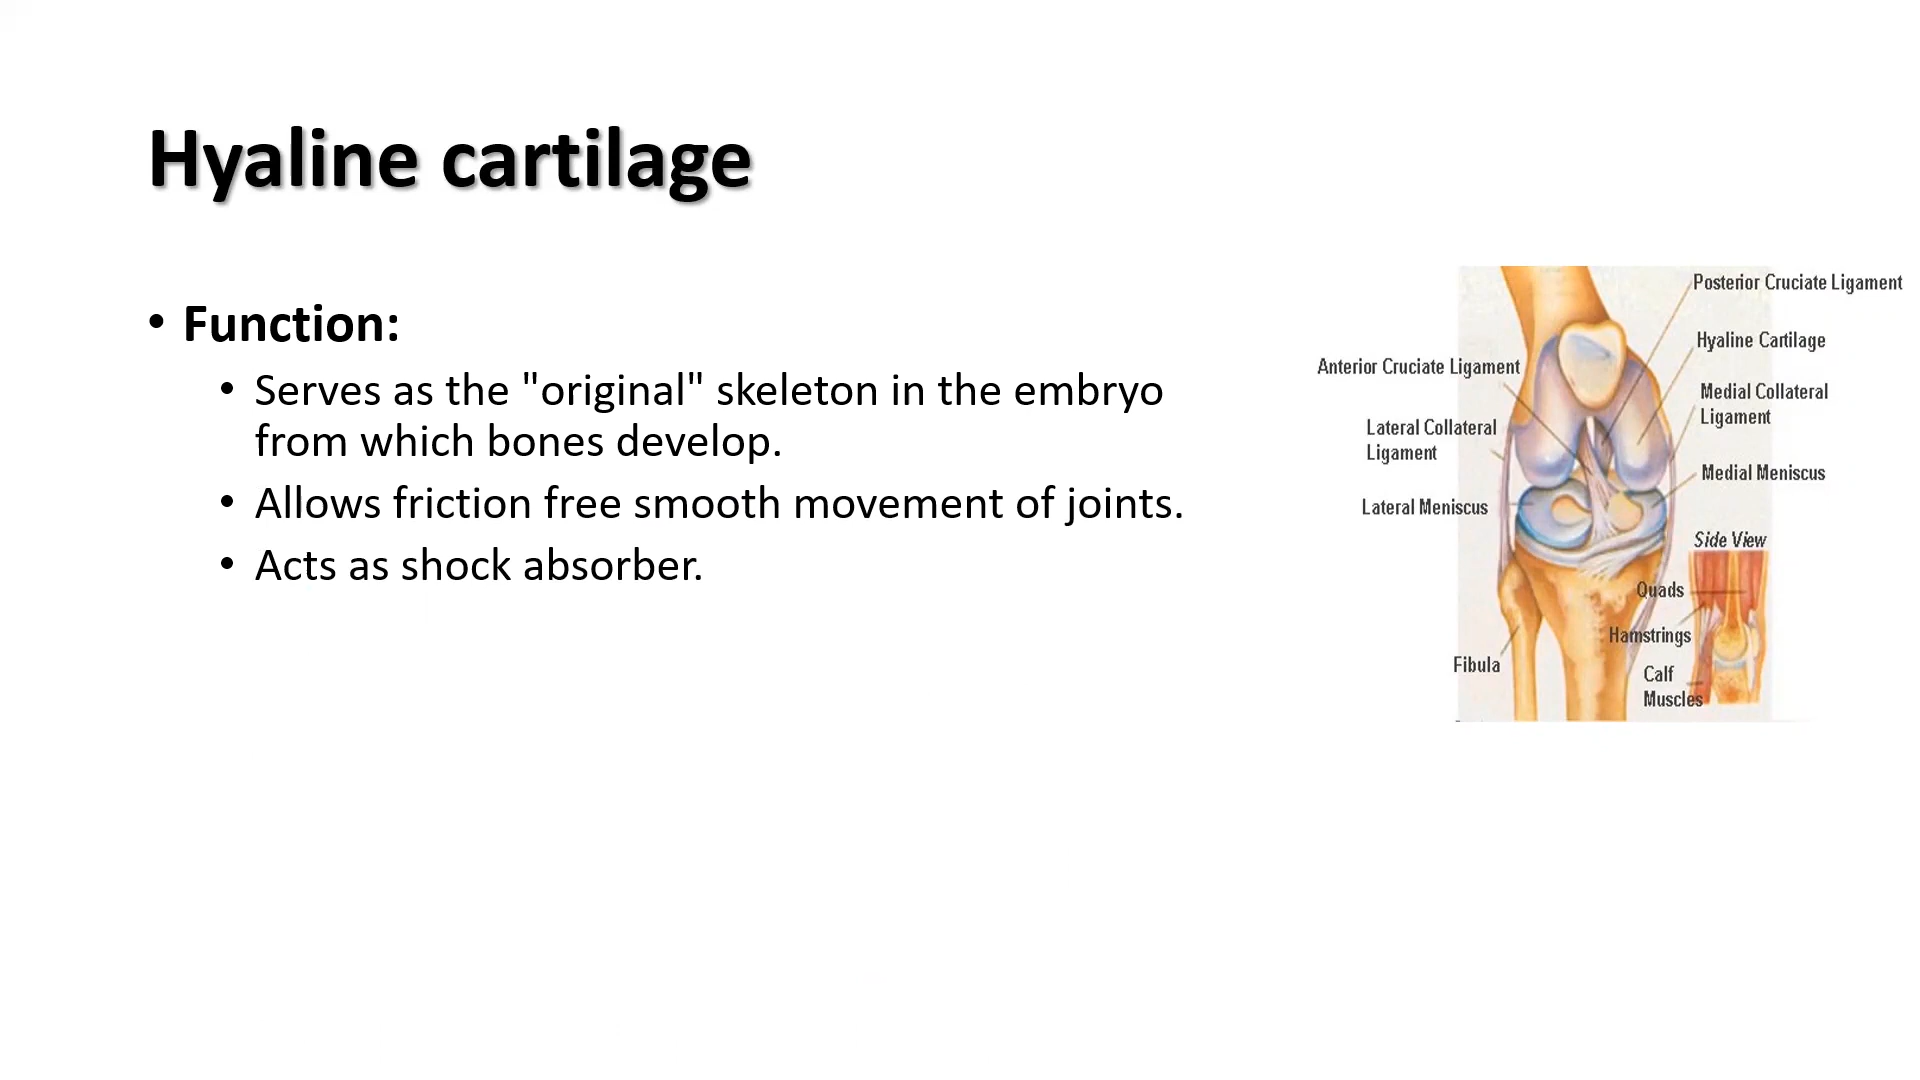 Hyaline cartilage
• Function:
• Serves as the "original" skeleton in the embryo
from which bones develop.
• Allows friction free smooth movement of joints.
• Acts as shock absorber.
Posterior Cruciate Ligament
Hyaline Cartilage
Anterior Cruciate Ligament
Medial Collateral
Ligament
Lateral Collateral
Ligament
Medial Meniscus
Lateral Meniscus
Side View
Quads
Hamstrings
Fibula
Calf
Muscles